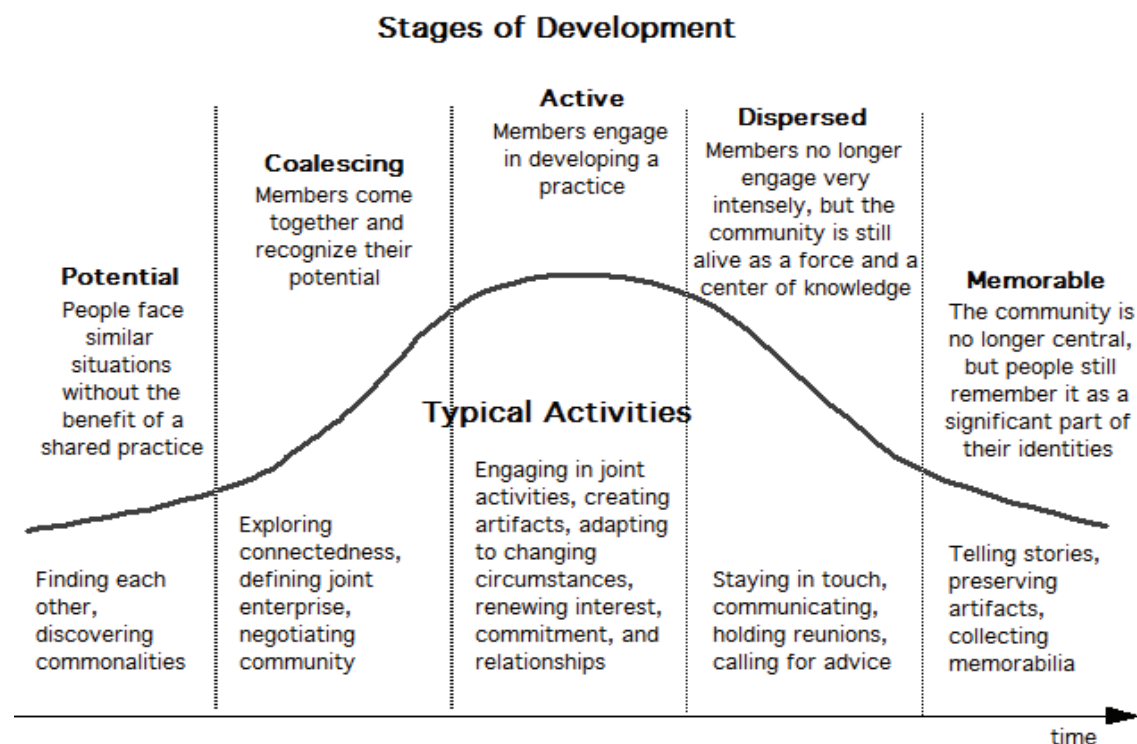 Stages of Development
Potential
People face
similar
situations
without the
benefit of a
shared practice
Coalescing
Members come
together and
recognize their
potential
Active
Members engage
in developing a
practice
Dispersed
Members no longer
engage very
intensely, but the
community is still
alive as a force and a
center of knowledge
Memorable
The community is
no longer central,
but people still
remember it as a
significant part of
their identities
Typical Activities
Finding each
other,
discovering
commonalities
Exploring
connectedness,
defining joint
enterprise,
negotiating
community
Engaging in joint
activities, creating
artifacts, adapting
to changing
circumstances,
renewing interest,
commitment, and
relationships
Staying in touch,
communicating,
holding reunions,
calling for advice
Telling stories,
preserving
artifacts,
collecting
memorabilia
time